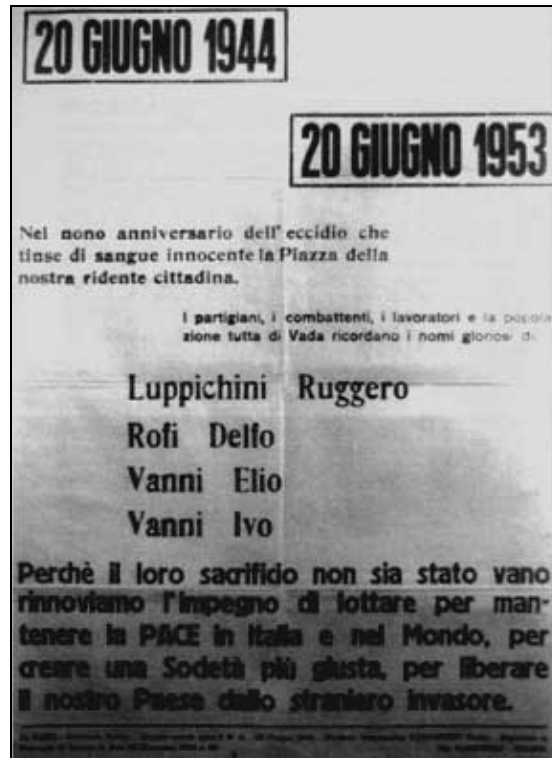 20 GIUGNO 1944
20 GIUGNO 1953
Nel nono anniversario dell'eccidio che
tinse di sangue innocente la Piazza della
nostra ridente cittadina.
I partigiani, i combattenti, i lavoratori e la popola
zione tutta di Vada ricordano i nomi gloriosi
Luppichini Ruggero
Rofi Delfo
Vanni Elio
Vanni Ivo
Perchè il loro sacrificio non sia stato vano
rinnoviamo l'impegno di lottare per man-
tenere la PACE in Italia e nel Mondo, per
creare una Società più giusta, per liberare
il nostro Paese dallo straniero invasore.